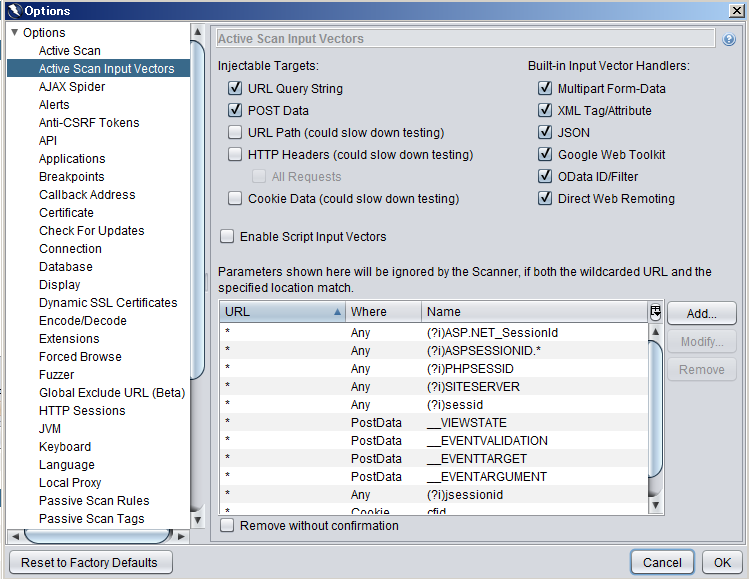 Options
Options
Active Scan
Active Scan Input Vectors
AJAX Spider
Alerts
Anti-CSRF Tokens
API
Applications
Breakpoints
Callback Address
Certificate
Check For Updates
Connection
Database
Display
Dynamic SSL Certificates
Encode/Decode
Extensions
Forced Browse
Fuzzer
Global Exclude URL (Beta)
HTTP Sessions
JVM
Keyboard
Language
Local Proxy
Passive Scan Rules
Passive Scan Tags
Active Scan Input Vectors
Injectable Targets:
URL Query String
POST Data
URL Path (could slow down testing)
HTTP Headers (could slow down testing)
All Requests
Cookie Data (could slow down testing)
Built-in Input Vector Handlers:
Multipart Form-Data
XML Tag/Attribute
JSON
Google Web Toolkit
OData ID/Filter
Direct Web Remoting
Enable Script Input Vectors
Parameters shown here will be ignored by the Scanner, if both the wildcarded URL and the
specified location match.
URL Where Name
* Any (?i)ASP.NET_SessionId
* Any (?i)ASPSESSIONID.*
* Any (?i)PHPSESSID
* Any (?i)SITESERVER
* Any (?i)sessid
* PostData __VIEWSTATE
* PostData __EVENTVALIDATION
* PostData __EVENTTARGET
* PostData __EVENTARGUMENT
* Any (?i)jsessionid
* Cookie cfid
Add...
Modify...
Remove
Remove without confirmation
Reset to Factory Defaults
Cancel
OK